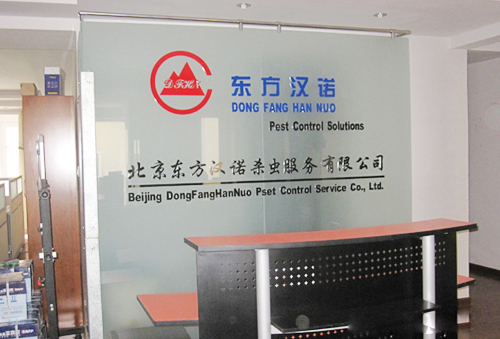 DFHN
东方汉诺
DONG FANG HAN NUO
Pest Control Solutions
北京东方汉诺杀虫服务有限公司
Beijing DongFangHanNuo Pset Control Service Co., Ltd.